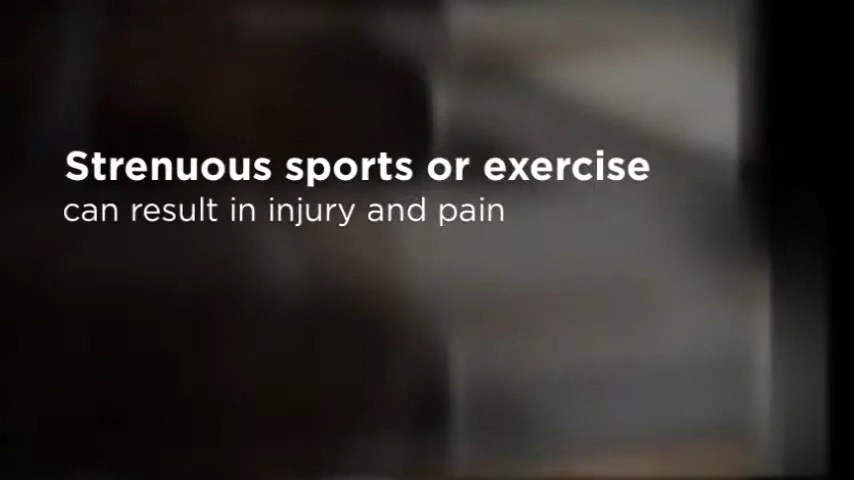 Strenuous sports or exercise
can result in injury and pain